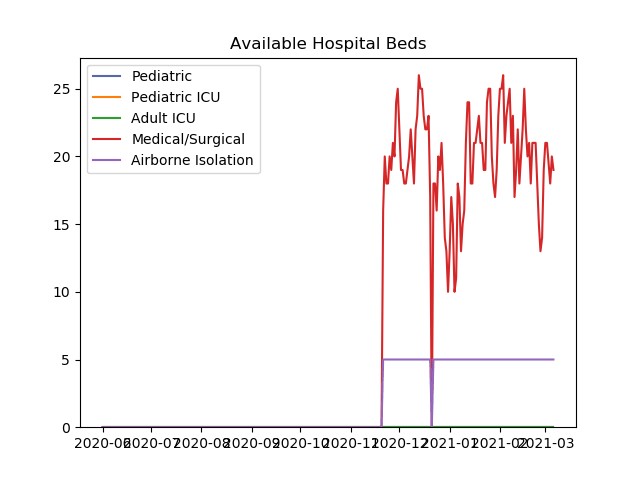 Available Hospital Beds
Pediatric
Pediatric ICU
Adult ICU
Medical/Surgical
Airborne Isolation
25
20
15
10
5
0
2020-06 2020-07 2020-08 2020-09 2020-10 2020-11 2020-12 2021-01 2021-02 2021-03